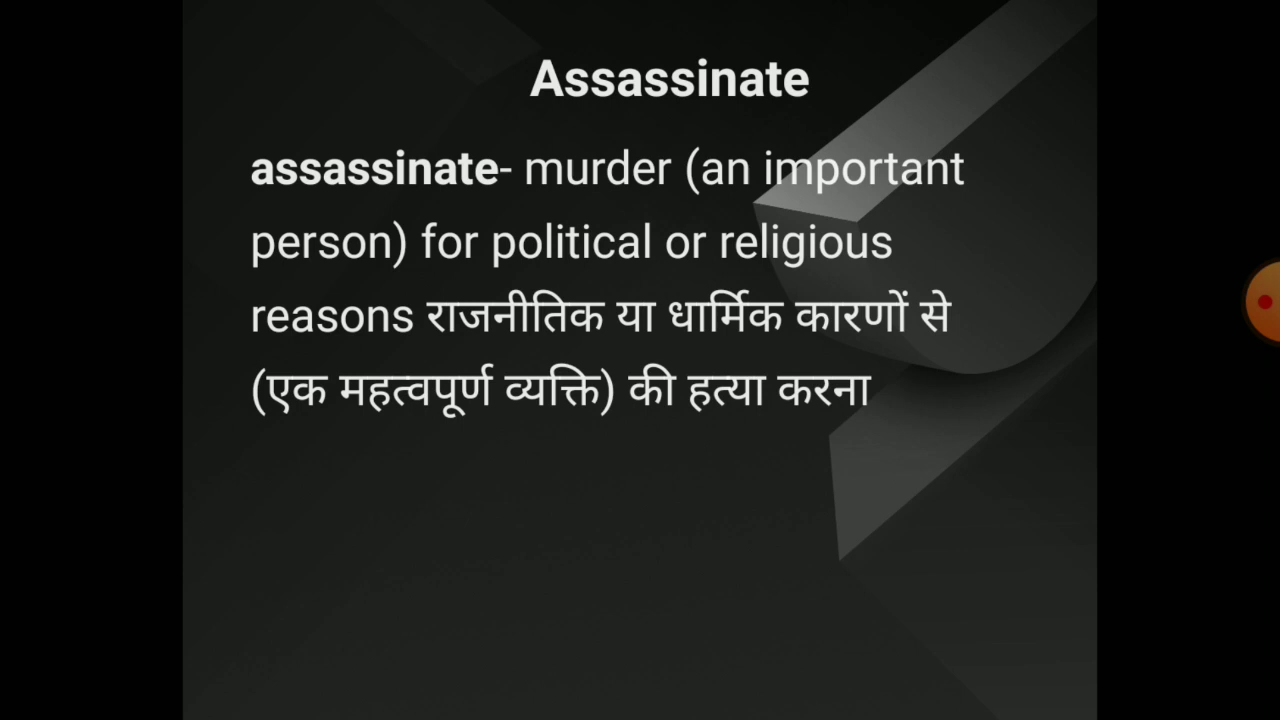 Assassinate
assassinate- murder (an important
person) for political or religious
reasons राजनीतिक या धार्मिक कारणों से
(एक महत्वपूर्ण व्यक्ति) की हत्या करना